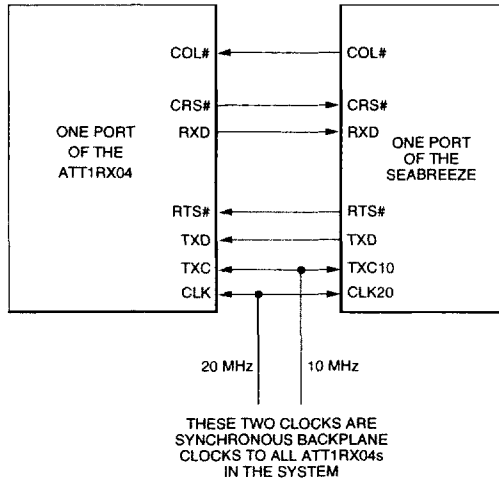 COL# COL#
CRS# CRS#
RXD RXD
ONE PORT
OF THE
ATT1RX04
ONE PORT
OF THE
SEABREEZE
RTS# RTS#
TXD TXD
TXC TXC10
CLK CLK20
20 MHz 10 MHz
THESE TWO CLOCKS ARE
SYNCHRONOUS BACKPLANE
CLOCKS TO ALL ATT1RX04s
IN THE SYSTEM